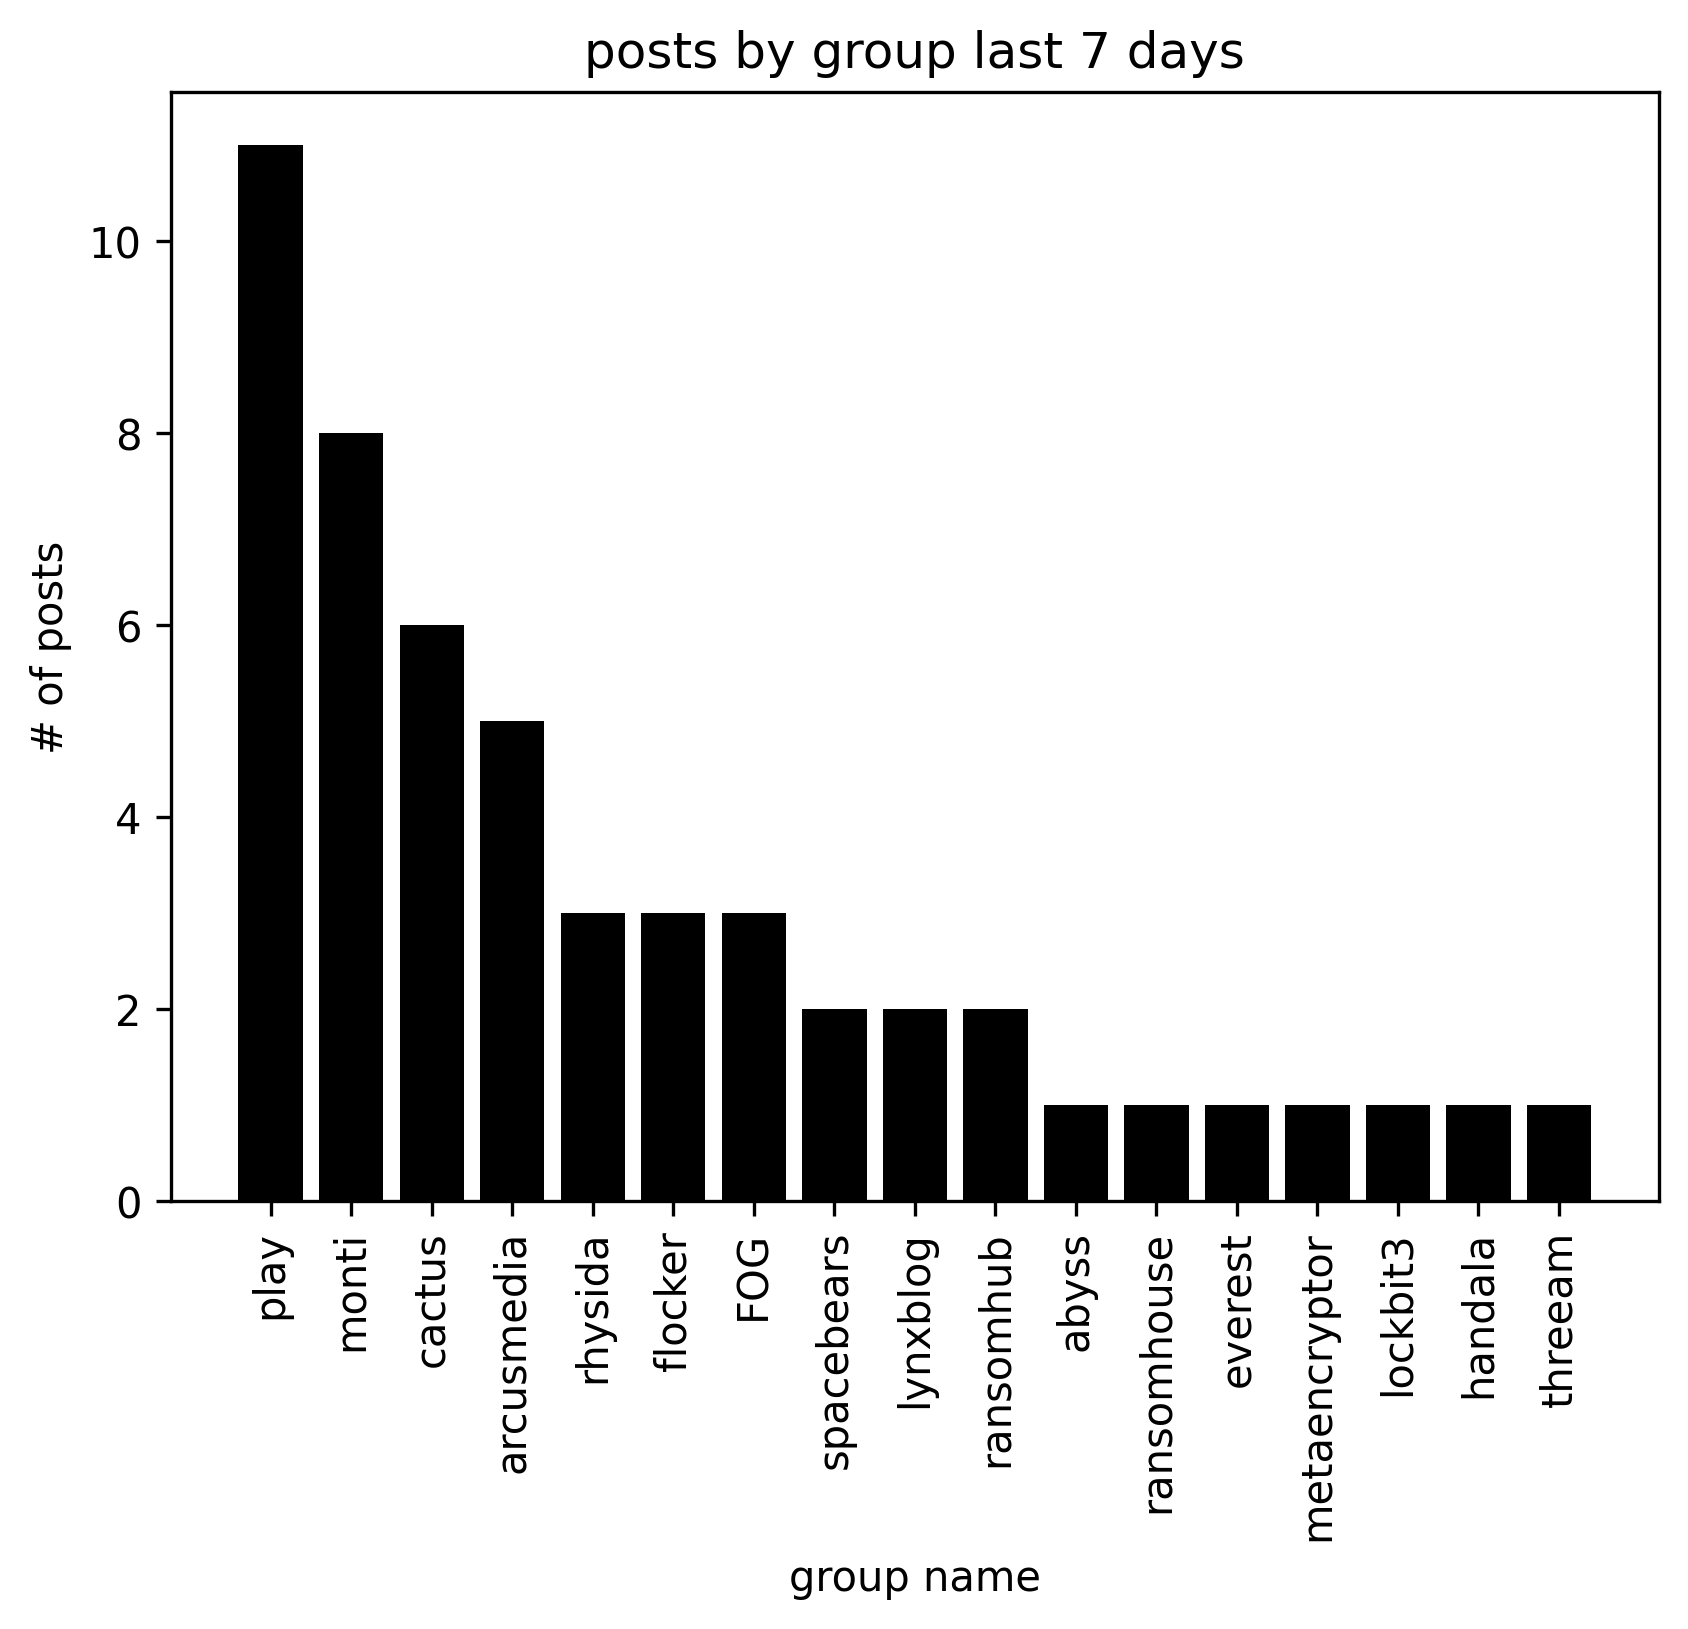 posts by group last 7 days
# of posts
10
8
6
4
2
0
play
monti
cactus
arcusmedia
rhysida
flocker
FOG
spacebears
lynxblog
ransomhub
abyss
ransomhouse
everest
metaencryptor
lockbit3
handala
threeam
group name